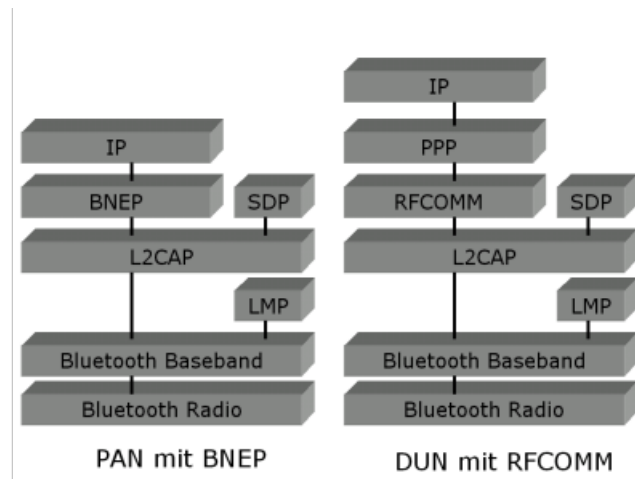 IP
BNEP
SDP
L2CAP
LMP
Bluetooth Baseband
Bluetooth Radio
PAN mit BNEP
IP
PPP
RFCOMM
SDP
L2CAP
LMP
Bluetooth Baseband
Bluetooth Radio
DUN mit RFCOMM